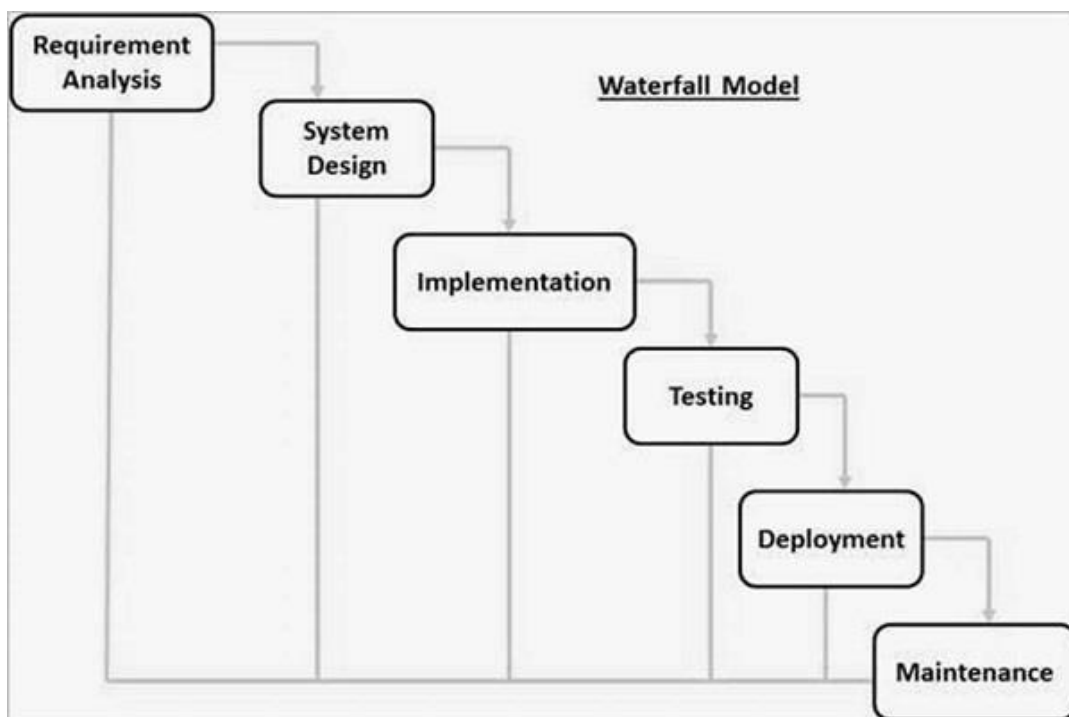 Requirement
Analysis
Waterfall Model
System
Design
Implementation
Testing
Deployment
Maintenance